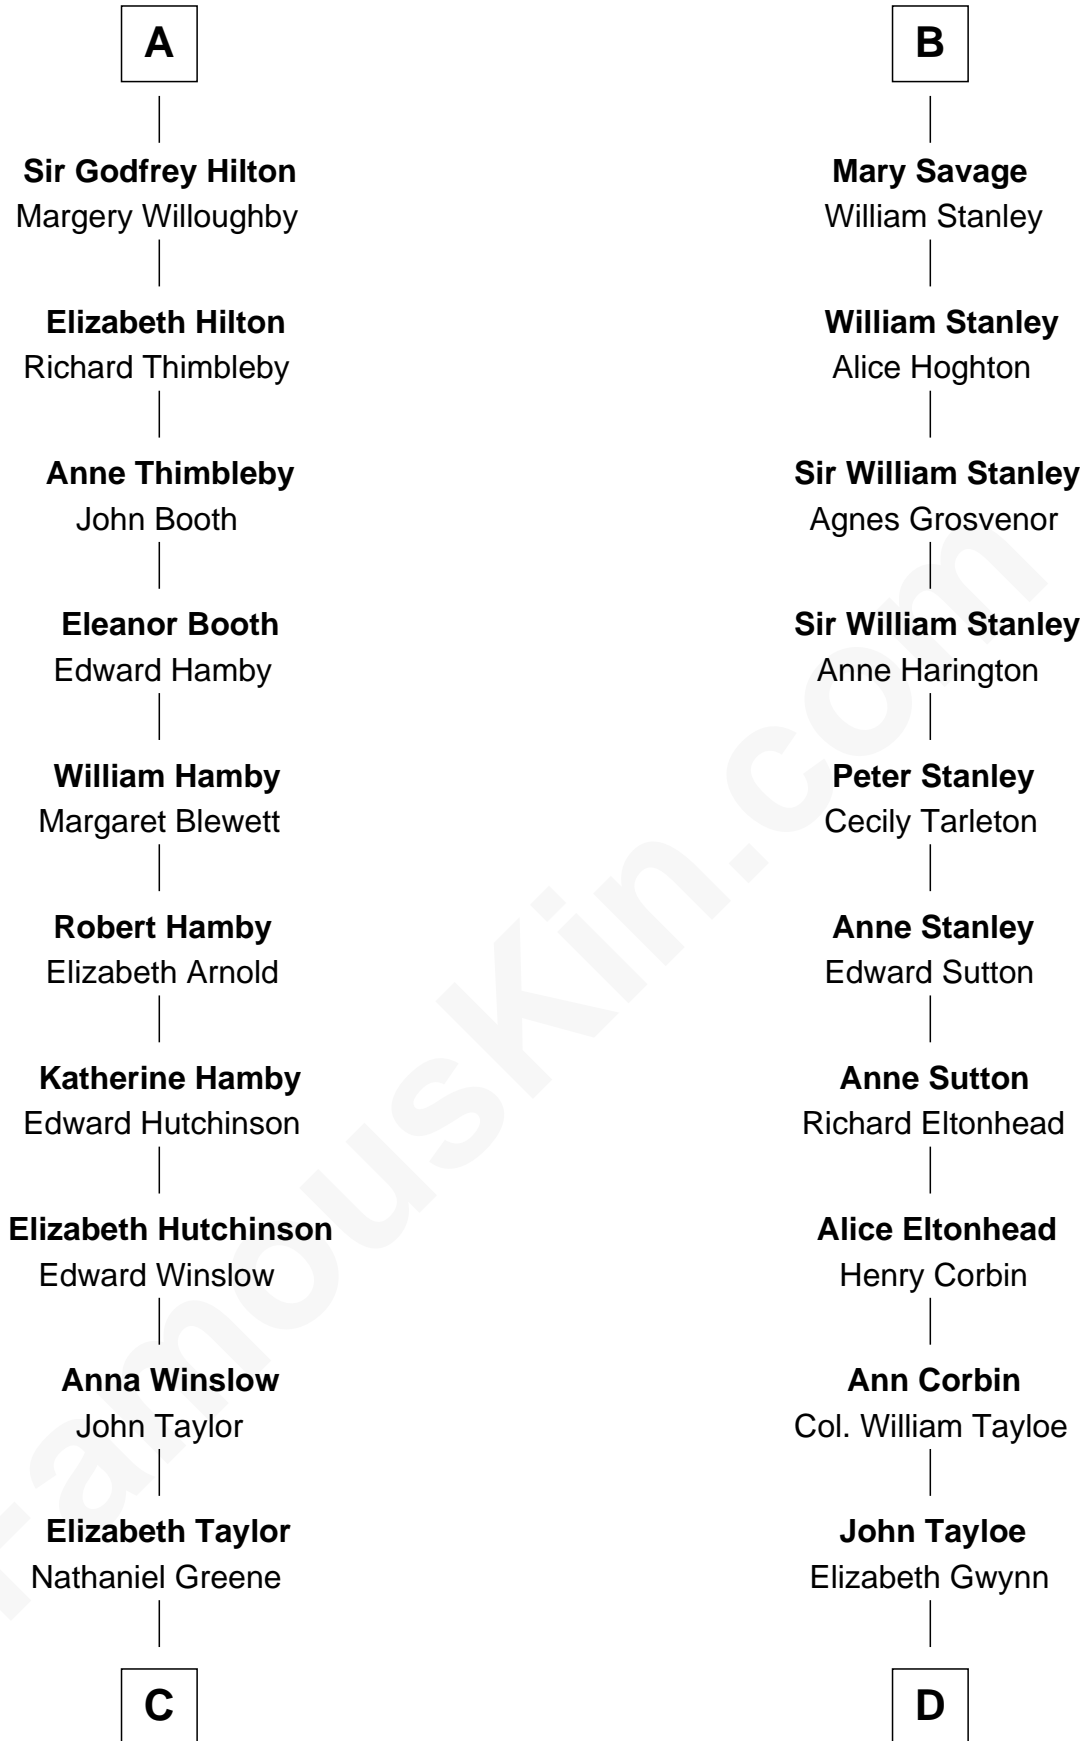 A
Sir Godfrey Hilton
Margery Willoughby
Elizabeth Hilton
Richard Thimbleby
Anne Thimbleby
John Booth
Eleanor Booth
Edward Hamby
William Hamby
Margaret Blewett
Robert Hamby
Elizabeth Arnold
Katherine Hamby
Edward Hutchinson
Elizabeth Hutchinson
Edward Winslow
Anna Winslow
John Taylor
Elizabeth Taylor
Nathaniel Greene
C
B
Mary Savage
William Stanley
William Stanley
Alice Hoghton
Sir William Stanley
Agnes Grosvenor
Sir William Stanley
Anne Harington
Peter Stanley
Cecily Tarleton
Anne Stanley
Edward Sutton
Anne Sutton
Richard Eltonhead
Alice Eltonhead
Henry Corbin
Ann Corbin
Col. William Tayloe
John Tayloe
Elizabeth Gwynn
D
FamousKin.com